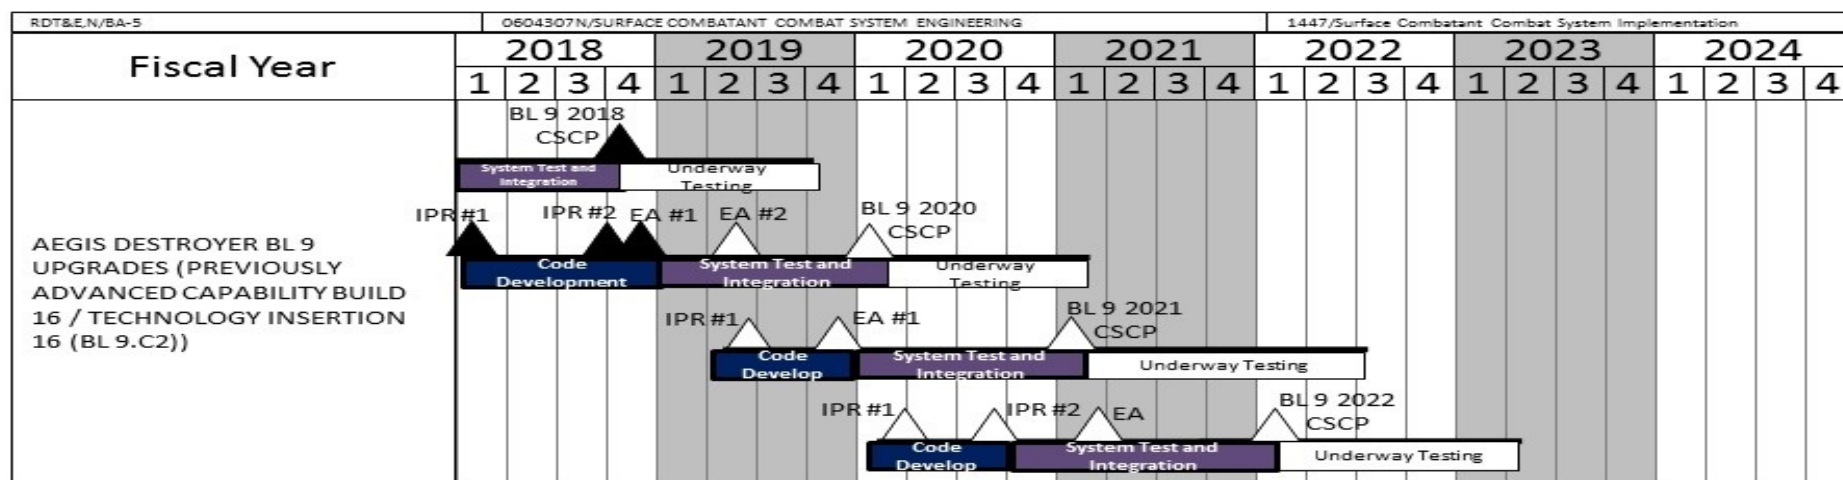 RDT&E,N/BA-5 0604307N/SURFACE COMBATANT COMBAT SYSTEM ENGINEERING 1447/Surface Combatant Combat System Implementation
Fiscal Year
2018 2019 2020 2021 2022 2023 2024
1 2 3 4 1 2 3 4 1 2 3 4 1 2 3 4 1 2 3 4 1 2 3 4 1 2 3 4
AEGIS DESTROYER BL 9
UPGRADES (PREVIOUSLY
ADVANCED CAPABILITY BUILD
16 / TECHNOLOGY INSERTION
16 (BL 9.C2))
BL 9 2018
CSCP
System Test and
Integration
Underway
Testing
IPR #1
IPR #2
EA #1
EA #2
BL 9 2020
CSCP
Code
Development
System Test and
Integration
Underway
Testing
IPR #1
EA #1
BL 9 2021
CSCP
Code
Develop
System Test and
Integration
Underway Testing
IPR #1
IPR #2
EA
BL 9 2022
CSCP
Code
Develop
System Test and
Integration
Underway Testing